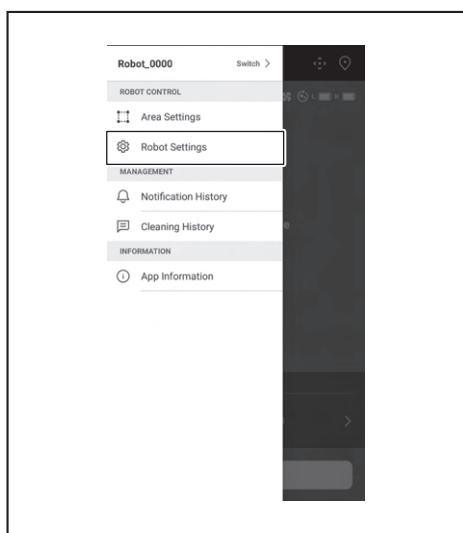 Robot_0000 Switch >
ROBOT CONTROL
Area Settings
Robot Settings
MANAGEMENT
Notification History
Cleaning History
INFORMATION
App Information